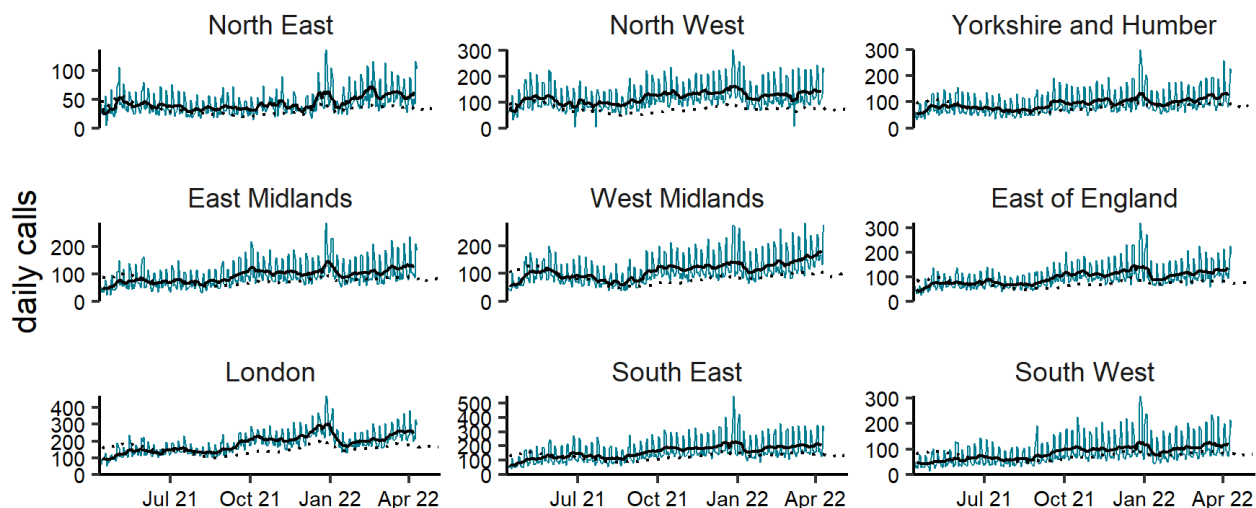 North East
North West
Yorkshire and Humber
100
50
0
300
200
100
0
300
200
100
0
daily calls
East Midlands
West Midlands
East of England
200
100
0
200
100
0
300
200
100
0
London
South East
South West
400
300
200
100
0
500
400
300
200
100
0
300
200
100
0
Jul 21 Oct 21 Jan 22 Apr 22
Jul 21 Oct 21 Jan 22 Apr 22
Jul 21 Oct 21 Jan 22 Apr 22